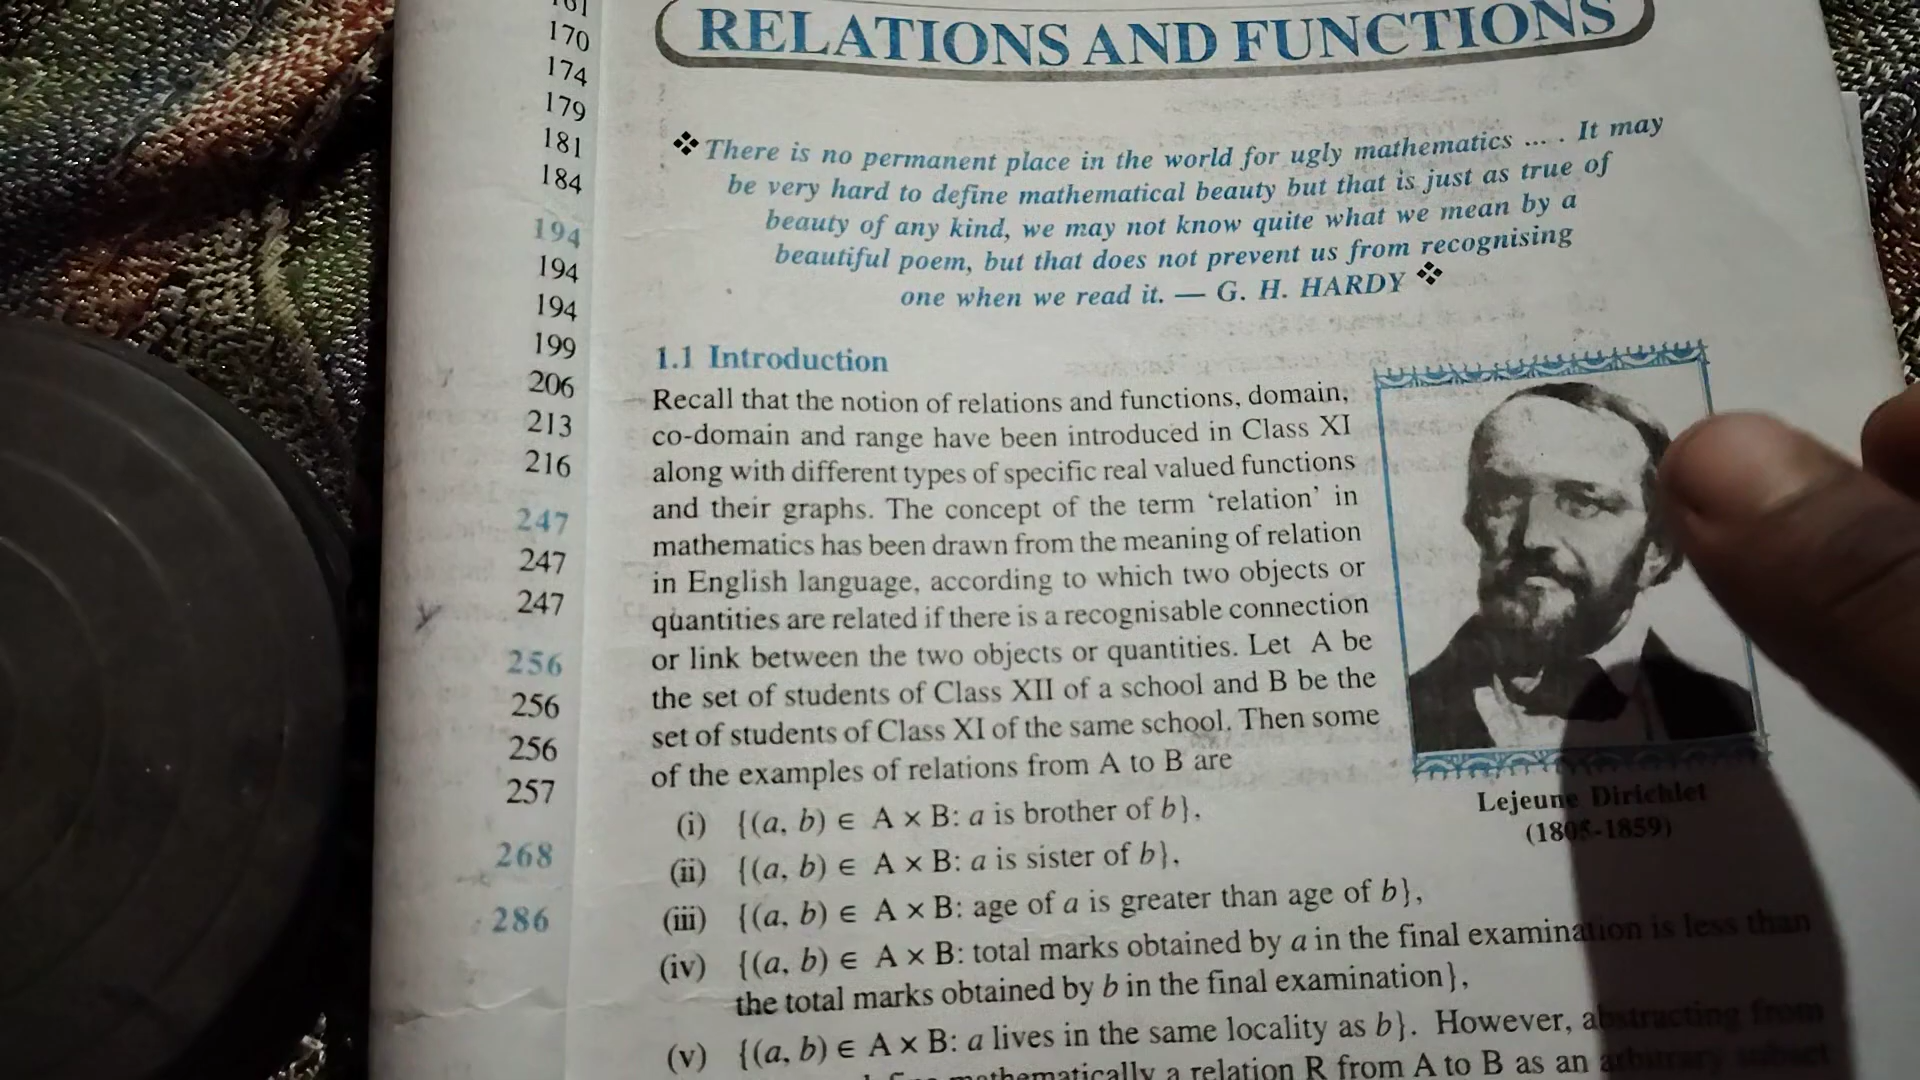 161
170
174
179
181
184
194
194
194
199
206
213
216
247
247
247
256
256
256
257
268
286
RELATIONS AND FUNCTIONS
❖ There is no permanent place in the world for ugly mathematics ... . It may
be very hard to define mathematical beauty but that is just as true of
beauty of any kind, we may not know quite what we mean by a
beautiful poem, but that does not prevent us from recognising
one when we read it. — G. H. HARDY ❖
1.1 Introduction
Recall that the notion of relations and functions, domain,
co-domain and range have been introduced in Class XI
along with different types of specific real valued functions
and their graphs. The concept of the term ‘relation’ in
mathematics has been drawn from the meaning of relation
in English language, according to which two objects or
quantities are related if there is a recognisable connection
or link between the two objects or quantities. Let A be
the set of students of Class XII of a school and B be the
set of students of Class XI of the same school. Then some
of the examples of relations from A to B are
Lejeune Dirichlet
(1805-1859)
(i) {(a, b) ∈ A × B: a is brother of b},
(ii) {(a, b) ∈ A × B: a is sister of b},
(iii) {(a, b) ∈ A × B: age of a is greater than age of b},
(iv) {(a, b) ∈ A × B: total marks obtained by a in the final examination is less than
the total marks obtained by b in the final examination},
(v) {(a, b) ∈ A × B: a lives in the same locality as b}. However, abstracting from
mathematically a relation R from A to B as an arbitrary subset